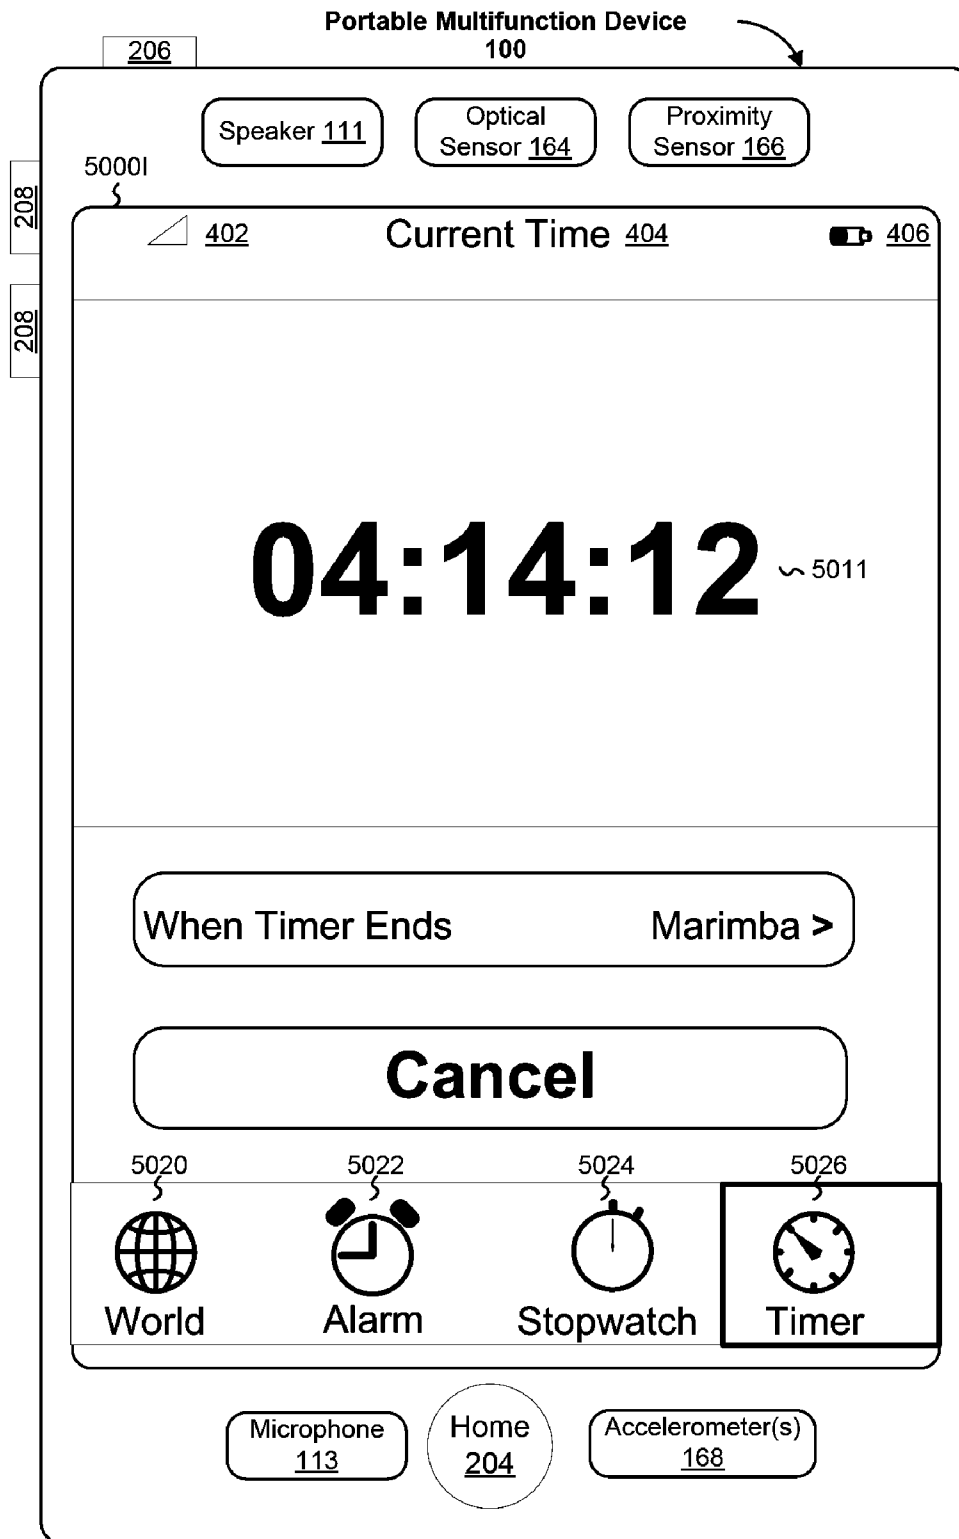 Portable Multifunction Device
100
206
Speaker 111
Optical
Sensor 164
Proximity
Sensor 166
5000I
208
402
Current Time 404
406
208
04:14:12
5011
When Timer Ends
Marimba >
Cancel
5020
5022
5024
5026
World
Alarm
Stopwatch
Timer
Microphone
113
Home
204
Accelerometer(s)
168